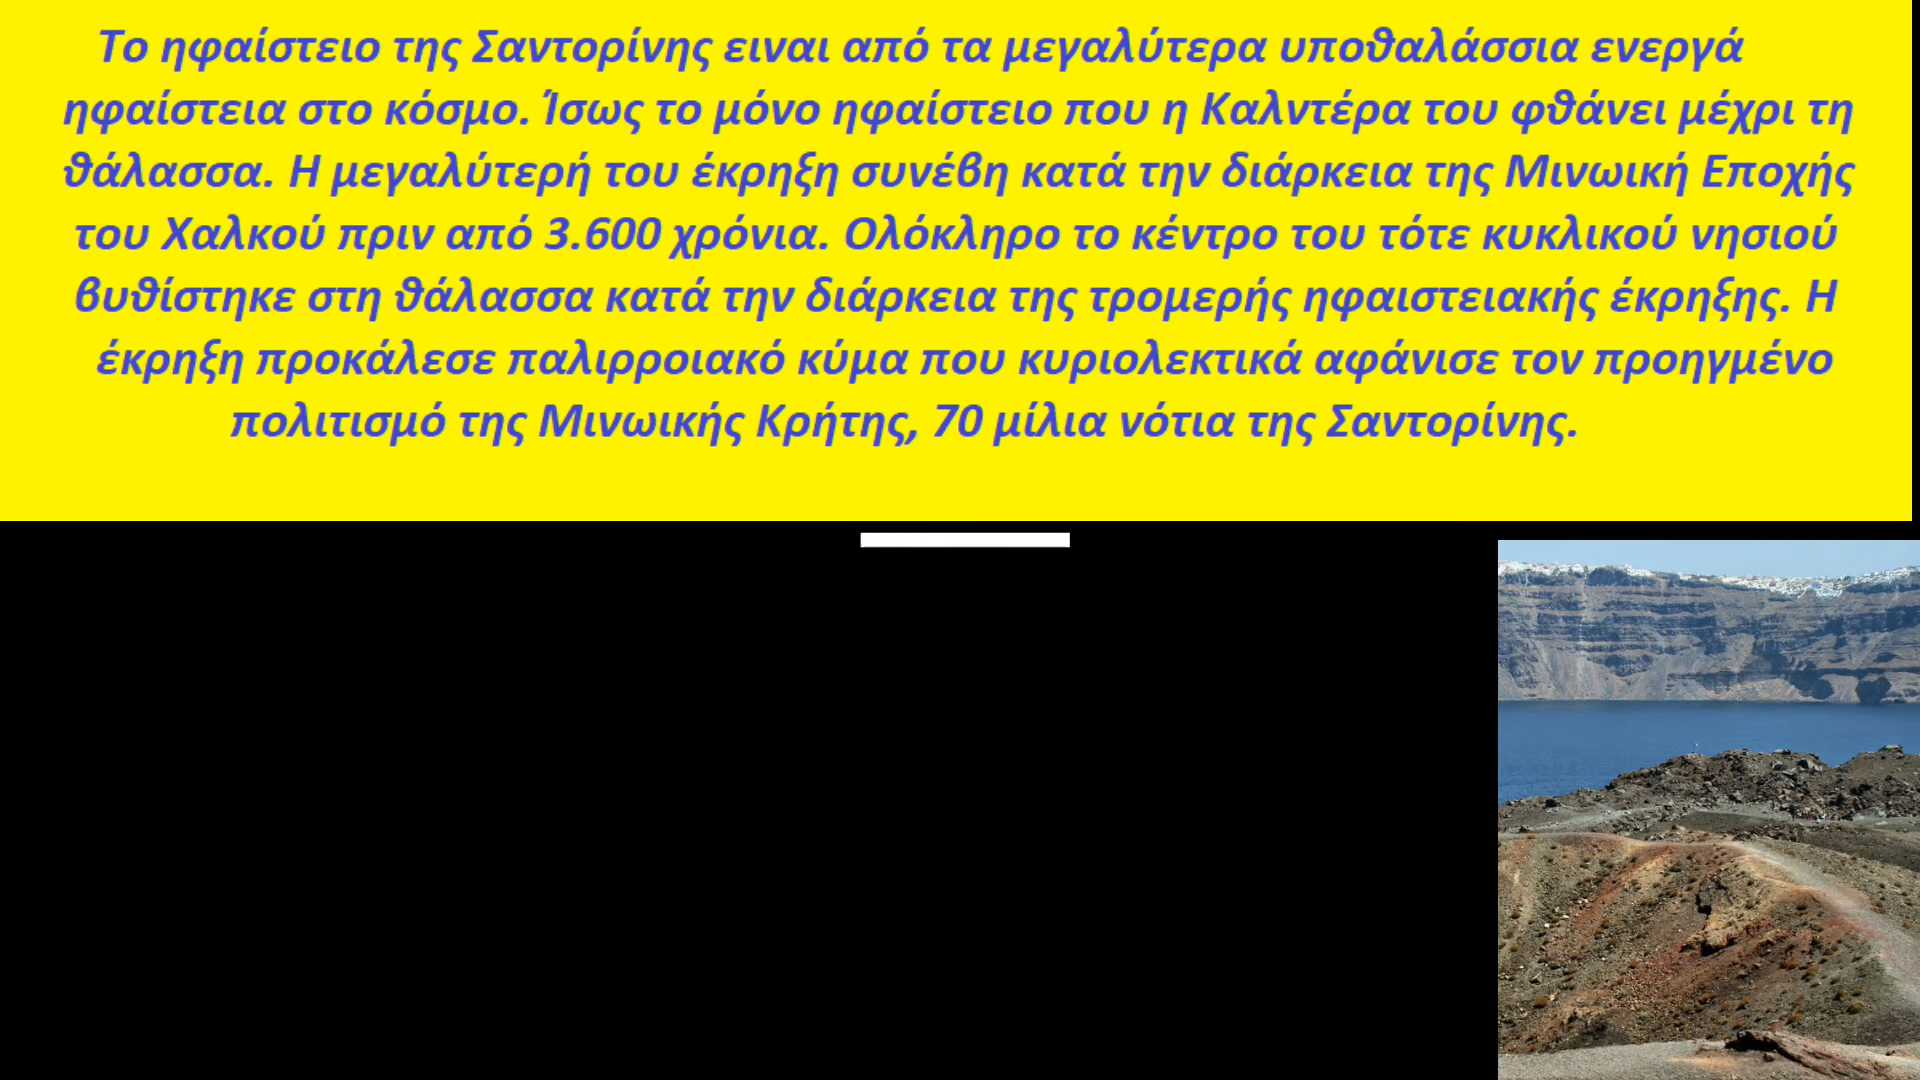 Το ηφαίστειο της Σαντορίνης ειναι από τα μεγαλύτερα υποθαλάσσια ενεργά
ηφαίστεια στο κόσμο. Ίσως το μόνο ηφαίστειο που η Καλντέρα του φθάνει μέχρι τη
θάλασσα. Η μεγαλύτερή του έκρηξη συνέβη κατά την διάρκεια της Μινωική Εποχής
του Χαλκού πριν από 3.600 χρόνια. Ολόκληρο το κέντρο του τότε κυκλικού νησιού
βυθίστηκε στη θάλασσα κατά την διάρκεια της τρομερής ηφαιστειακής έκρηξης. Η
έκρηξη προκάλεσε παλιρροιακό κύμα που κυριολεκτικά αφάνισε τον προηγμένο
πολιτισμό της Μινωικής Κρήτης, 70 μίλια νότια της Σαντορίνης.